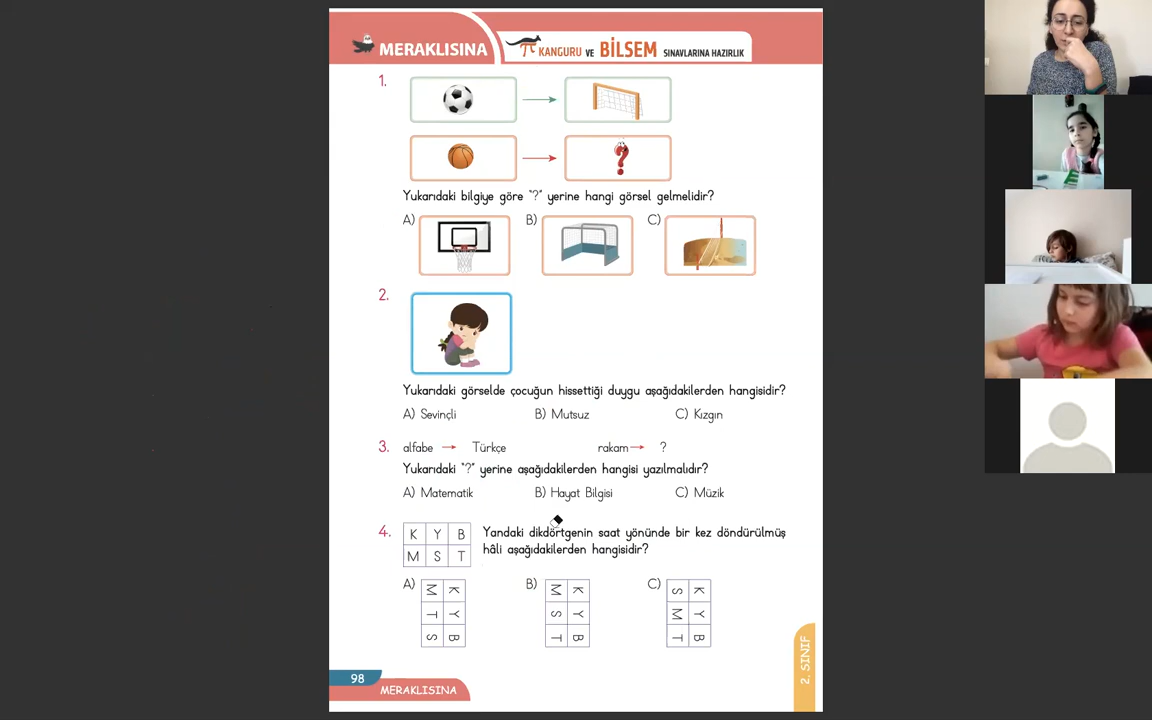 MERAKLISINA
KANGURU VE BİLSEM SINAVLARINA HAZIRLIK
1.
?
Yukarıdaki bilgiye göre "?" yerine hangi görsel gelmelidir?
A) B) C)
2.
Yukarıdaki görselde çocuğun hissettiği duygu aşağıdakilerden hangisidir?
A) Sevinçli B) Mutsuz C) Kızgın
3. alfabe → Türkçe rakam → ?
Yukarıdaki "?" yerine aşağıdakilerden hangisi yazılmalıdır?
A) Matematik B) Hayat Bilgisi C) Müzik
4. K Y B
M S T
Yandaki dikdörtgenin saat yönünde bir kez döndürülmüş
hâli aşağıdakilerden hangisidir?
A) M K
T Y
S B
B) M K
S Y
T B
C) S K
M Y
T B
2. SINIF
98
MERAKLISINA